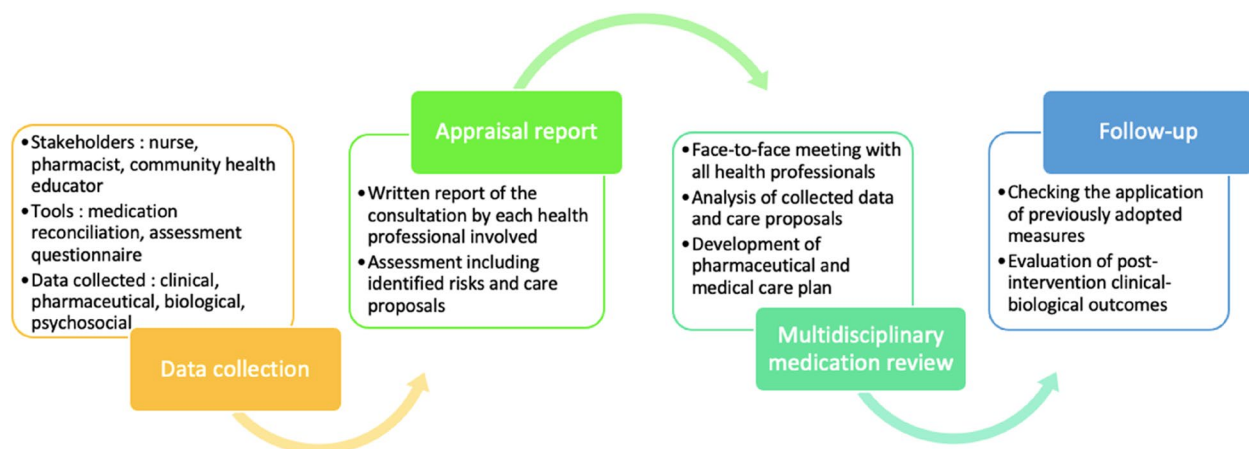 •Stakeholders : nurse,
pharmacist, community health
educator
•Tools : medication
reconciliation, assessment
questionnaire
•Data collected : clinical,
pharmaceutical, biological,
psychosocial
Data collection
Appraisal report
•Written report of the
consultation by each health
professional involved
•Assessment including
identified risks and care
proposals
•Face-to-face meeting with
all health professionals
•Analysis of collected data
and care proposals
•Development of
pharmaceutical and
medical care plan
Multidisciplinary
medication review
Follow-up
•Checking the application
of previously adopted
measures
•Evaluation of post-
intervention clinical-
biological outcomes